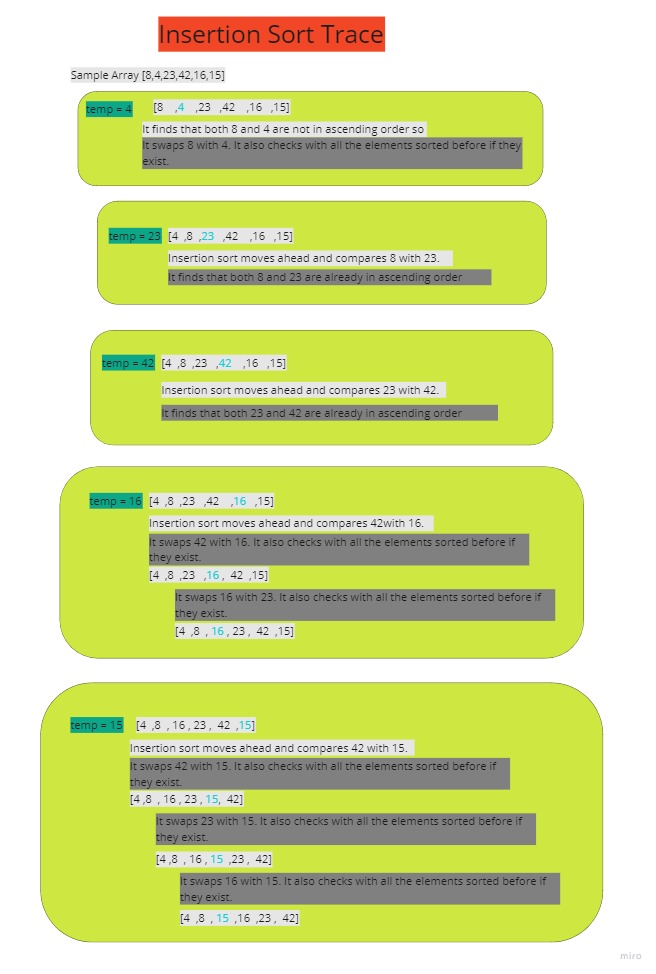 Insertion Sort Trace
Sample Array [8,4,23,42,16,15]
temp = 4 [8 ,4 ,23 ,42 ,16 ,15]
It finds that both 8 and 4 are not in ascending order so
It swaps 8 with 4. It also checks with all the elements sorted before if they
exist.
temp = 23 [4 ,8 ,23 ,42 ,16 ,15]
Insertion sort moves ahead and compares 8 with 23.
It finds that both 8 and 23 are already in ascending order
temp = 42 [4 ,8 ,23 ,42 ,16 ,15]
Insertion sort moves ahead and compares 23 with 42.
It finds that both 23 and 42 are already in ascending order
temp = 16 [4 ,8 ,23 ,42 ,16 ,15]
Insertion sort moves ahead and compares 42with 16.
It swaps 42 with 16. It also checks with all the elements sorted before if
they exist.
[4 ,8 ,23 ,16 , 42 ,15]
It swaps 16 with 23. It also checks with all the elements sorted before if
they exist.
[4 ,8 , 16 , 23 , 42 ,15]
temp = 15 [4 ,8 , 16 , 23 , 42 ,15]
Insertion sort moves ahead and compares 42 with 15.
It swaps 42 with 15. It also checks with all the elements sorted before if
they exist.
[4 ,8 , 16 , 23 , 15, 42]
It swaps 23 with 15. It also checks with all the elements sorted before if
they exist.
[4 ,8 , 16 , 15 ,23 , 42]
It swaps 16 with 15. It also checks with all the elements sorted before if
they exist.
[4 ,8 , 15 ,16 ,23 , 42]
miro